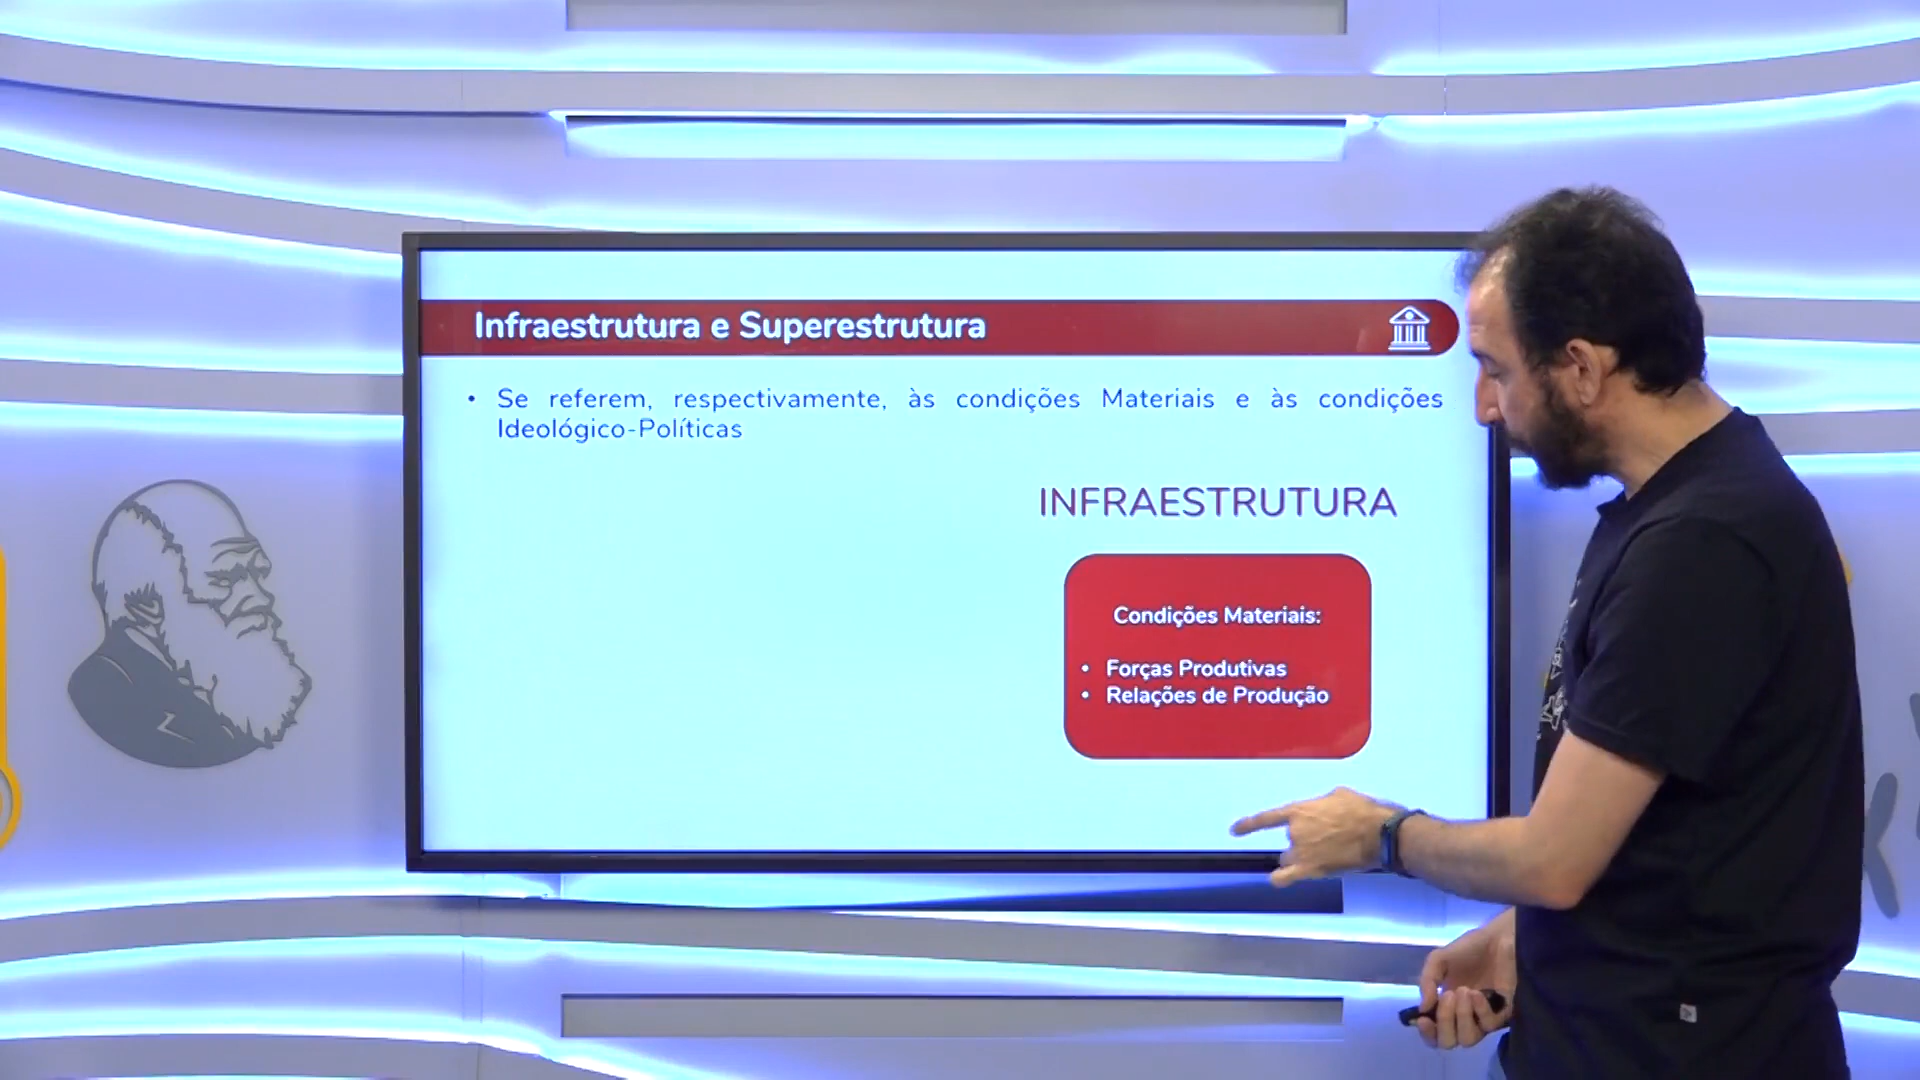 Infraestrutura e Superestrutura
• Se referem, respectivamente, às condições Materiais e às condições
Ideológico-Políticas
INFRAESTRUTURA
Condições Materiais:
• Forças Produtivas
• Relações de Produção